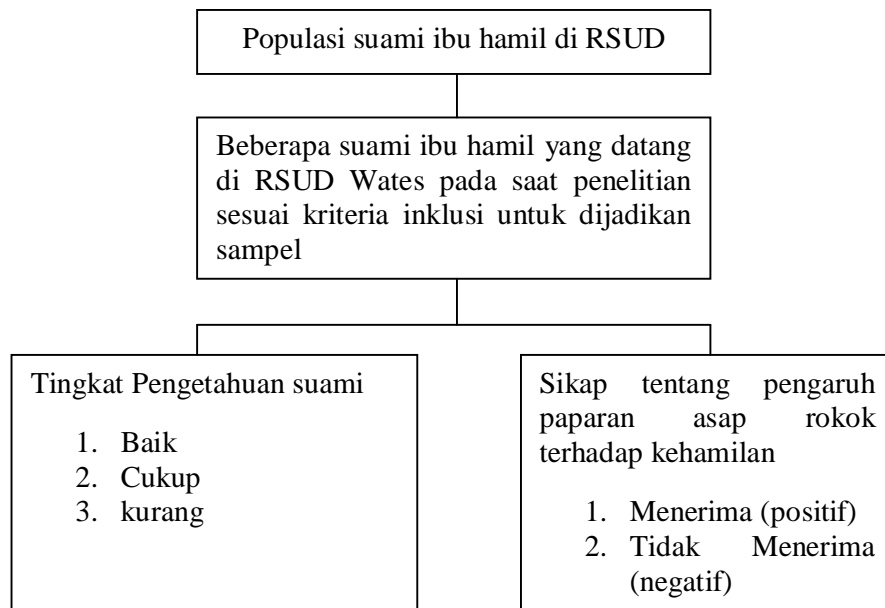 Populasi suami ibu hamil di RSUD
Beberapa suami ibu hamil yang datang
di RSUD Wates pada saat penelitian
sesuai kriteria inklusi untuk dijadikan
sampel
Tingkat Pengetahuan suami
1. Baik
2. Cukup
3. kurang
Sikap tentang pengaruh
paparan asap rokok
terhadap kehamilan
1. Menerima (positif)
2. Tidak Menerima
(negatif)